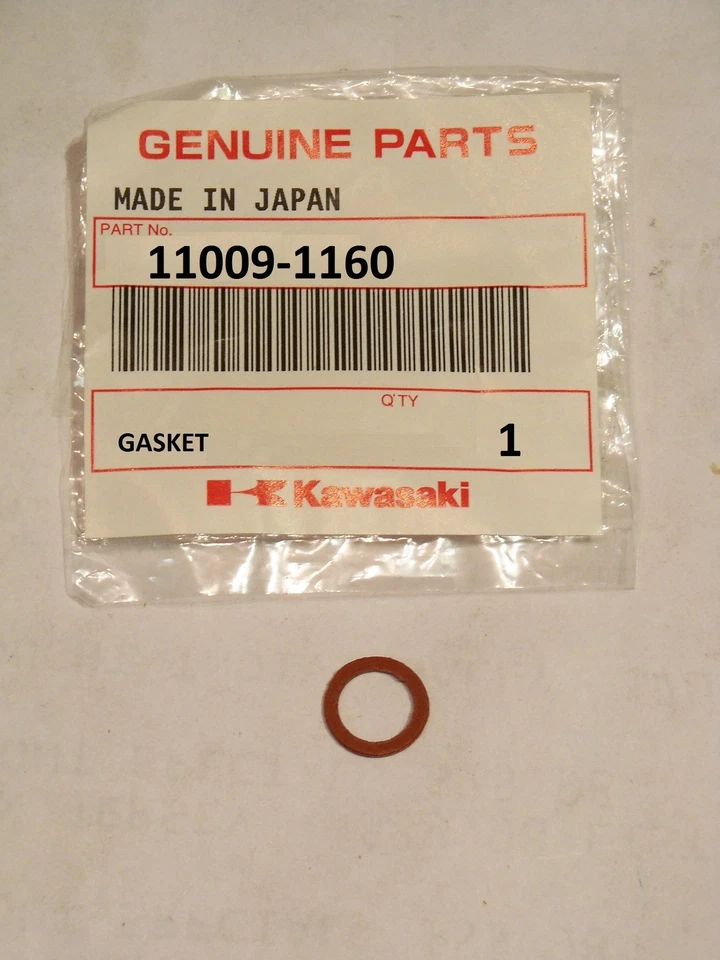 GENUINE PARTS
MADE IN JAPAN
PART No.
11009-1160
Q'TY
GASKET 1
Kawasaki